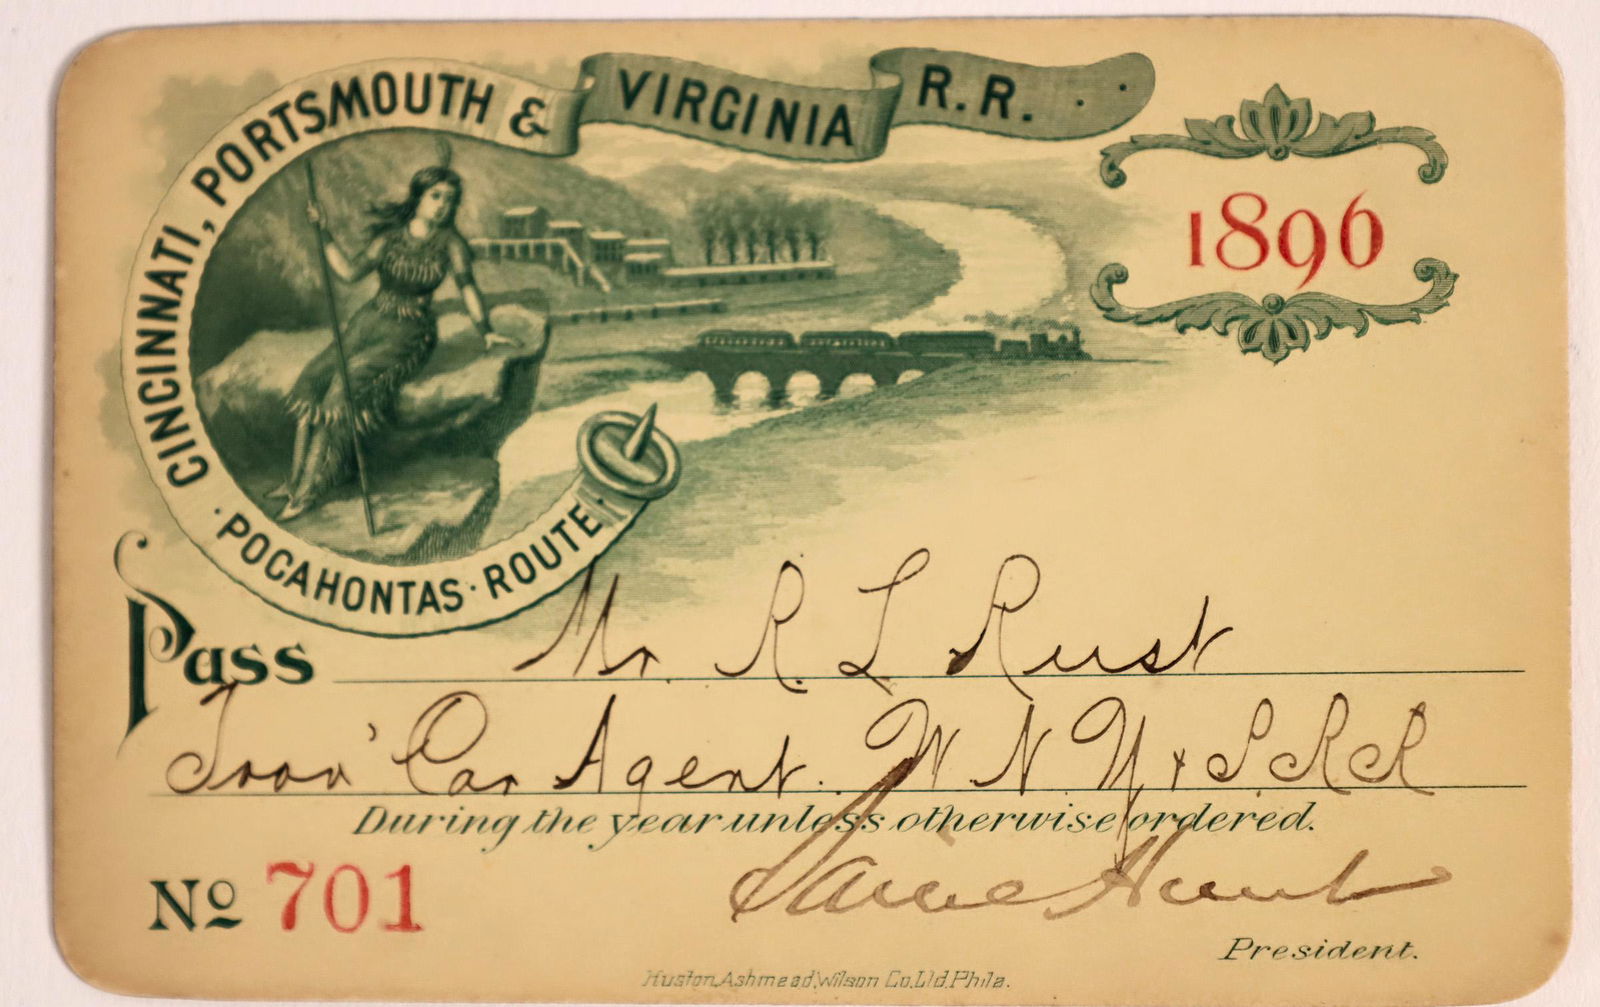 CINCINNATI, PORTSMOUTH & VIRGINIA R.R. . .
· POCAHONTAS · ROUTE ·
1896
Pass Mr. R. L Rust
Trav' Car Agent. W N Y & P. R R
During the year unless otherwise ordered.
No 701
Hunt
President.
Huston, Ashmead, Wilson Co. Ltd. Phila.